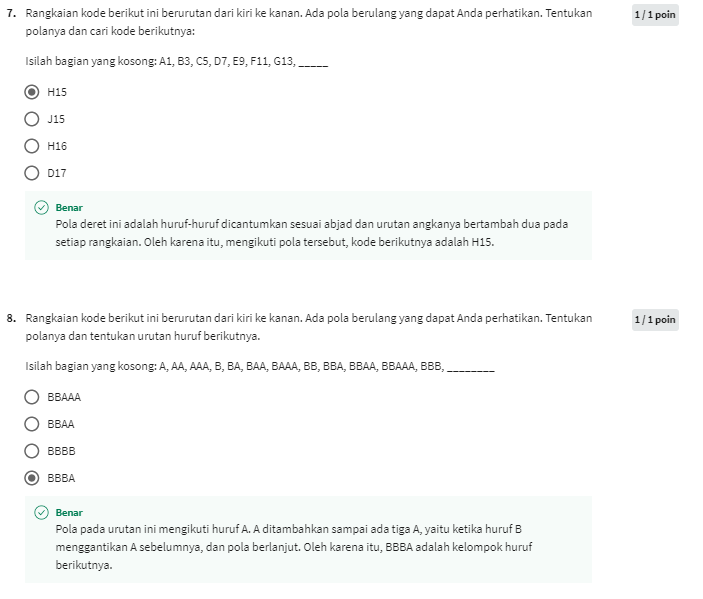 7. Rangkaian kode berikut ini berurutan dari kiri ke kanan. Ada pola berulang yang dapat Anda perhatikan. Tentukan
polanya dan cari kode berikutnya:
1 / 1 poin
Isilah bagian yang kosong: A1, B3, C5, D7, E9, F11, G13, _____
H15
J15
H16
D17
Benar
Pola deret ini adalah huruf-huruf dicantumkan sesuai abjad dan urutan angkanya bertambah dua pada
setiap rangkaian. Oleh karena itu, mengikuti pola tersebut, kode berikutnya adalah H15.
8. Rangkaian kode berikut ini berurutan dari kiri ke kanan. Ada pola berulang yang dapat Anda perhatikan. Tentukan
polanya dan tentukan urutan huruf berikutnya.
1 / 1 poin
Isilah bagian yang kosong: A, AA, AAA, B, BA, BAA, BAAA, BB, BBA, BBAA, BBAAA, BBB, ________
BBAAA
BBAA
BBBB
BBBA
Benar
Pola pada urutan ini mengikuti huruf A. A ditambahkan sampai ada tiga A, yaitu ketika huruf B
menggantikan A sebelumnya, dan pola berlanjut. Oleh karena itu, BBBA adalah kelompok huruf
berikutnya.